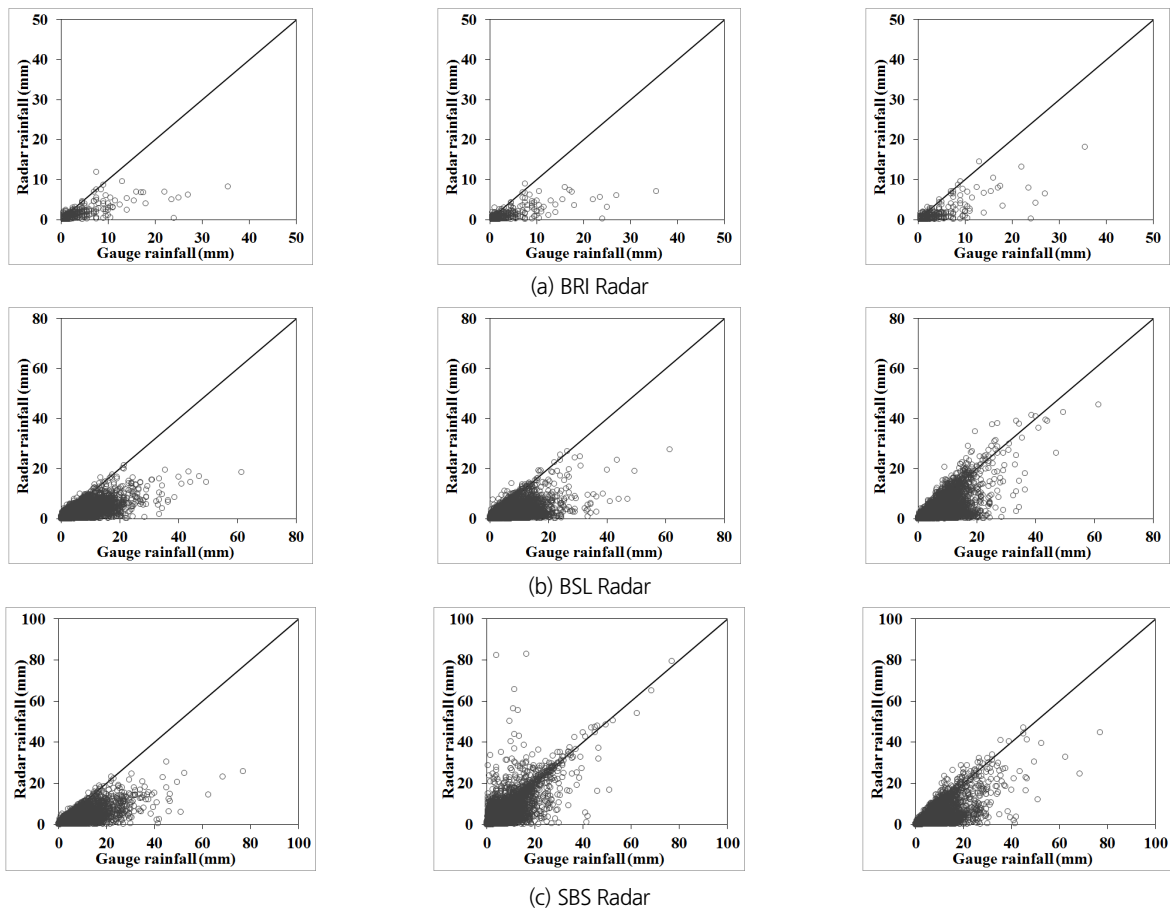 50 50 50
Radar rainfall (mm) Radar rainfall (mm) Radar rainfall (mm)
40 40 40
30 30 30
20 20 20
10 10 10
0 0 0
0 10 20 30 40 50 0 10 20 30 40 50 0 10 20 30 40 50
Gauge rainfall (mm) Gauge rainfall (mm) Gauge rainfall (mm)
(a) BRI Radar
80 80 80
Radar rainfall (mm) Radar rainfall (mm) Radar rainfall (mm)
60 60 60
40 40 40
20 20 20
0 0 0
0 20 40 60 80 0 20 40 60 80 0 20 40 60 80
Gauge rainfall (mm) Gauge rainfall (mm) Gauge rainfall (mm)
(b) BSL Radar
100 100 100
Radar rainfall (mm) Radar rainfall (mm) Radar rainfall (mm)
80 80 80
60 60 60
40 40 40
20 20 20
0 0 0
0 20 40 60 80 100 0 20 40 60 80 100 0 20 40 60 80 100
Gauge rainfall (mm) Gauge rainfall (mm) Gauge rainfall (mm)
(c) SBS Radar